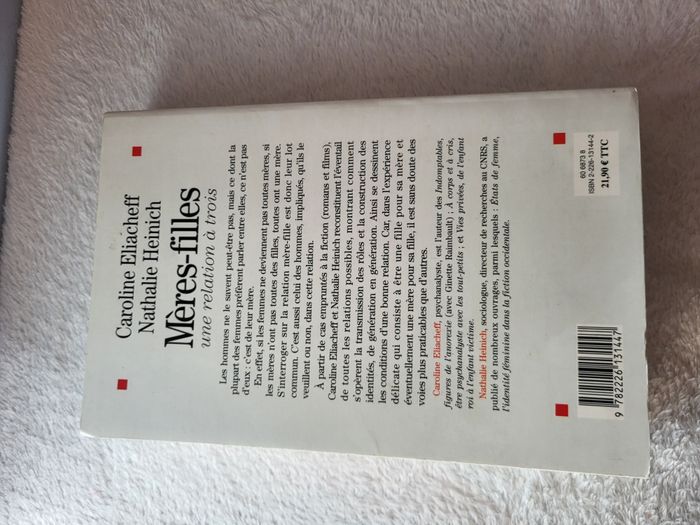 Caroline Eliacheff
Nathalie Heinich
Mères-filles
une relation à trois
Les hommes ne le savent peut-être pas, mais ce dont la
plupart des femmes préfèrent parler entre elles, ce n'est pas
d'eux : c'est de leur mère.
En effet, si les femmes ne deviennent pas toutes mères, si
les mères n'ont pas toutes des filles, toutes ont une mère.
S'interroger sur la relation mère-fille est donc leur lot
commun. C'est aussi celui des hommes, impliqués, qu'ils le
veuillent ou non, dans cette relation.
À partir de cas empruntés à la fiction (romans et films),
Caroline Eliacheff et Nathalie Heinich reconstituent l'éventail
de toutes les relations possibles, montrant comment
s'opèrent la transmission des rôles et la construction des
identités, de génération en génération. Ainsi se dessinent
les conditions d'une bonne relation. Car, dans l'expérience
délicate qui consiste à être une fille pour sa mère et
éventuellement une mère pour sa fille, il est sans doute des
voies plus praticables que d'autres.
Caroline Eliacheff, psychanalyste, est l'auteur des Indomptables,
figures de l'anorexie (avec Ginette Raimbault) ; À corps et à cris,
être psychanalyste avec les tout-petits ; et Vies privées, de l'enfant
roi à l'enfant victime.
Nathalie Heinich, sociologue, directeur de recherches au CNRS, a
publié de nombreux ouvrages, parmi lesquels : États de femme,
l'identité féminine dans la fiction occidentale.
60 6873 8
ISBN 2-226-13144-2
21,90 € TTC
9 782226 131447